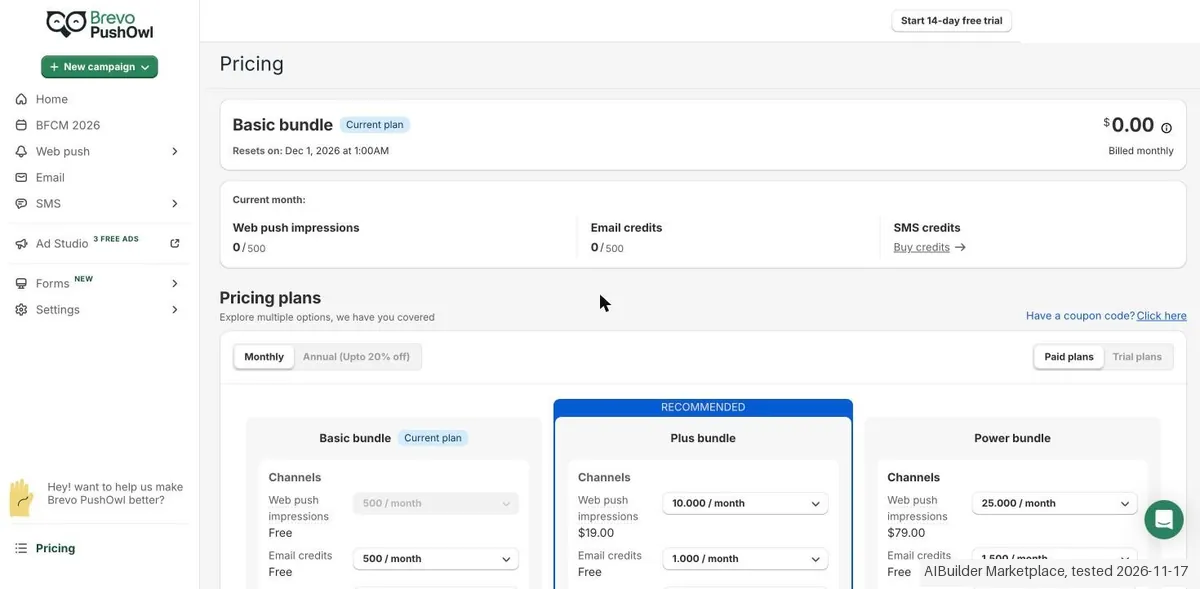 Brevo
PushOwl
New campaign
Home
BFCM 2026
Web push
Email
SMS
Ad Studio 3 FREE ADS
Forms NEW
Settings
Hey! want to help us make
Brevo PushOwl better?
Pricing
Start 14-day free trial
Pricing
Basic bundle Current plan
$0.00
Resets on: Dec 1, 2026 at 1:00AM
Billed monthly
Current month:
Web push impressions
0/500
Email credits
0/500
SMS credits
Buy credits
Pricing plans
Explore multiple options, we have you covered
Have a coupon code? Click here
Monthly Annual (Upto 20% off)
Paid plans Trial plans
RECOMMENDED
Basic bundle Current plan
Channels
Web push
impressions
Free
500 / month
Email credits
Free
500 / month
Plus bundle
Channels
Web push
impressions
$19.00
10.000 / month
Email credits
Free
1.000 / month
Power bundle
Channels
Web push
impressions
$79.00
25.000 / month
Email credits
Free
1.500 / month
AIBuilder Marketplace, tested 2026-11-17